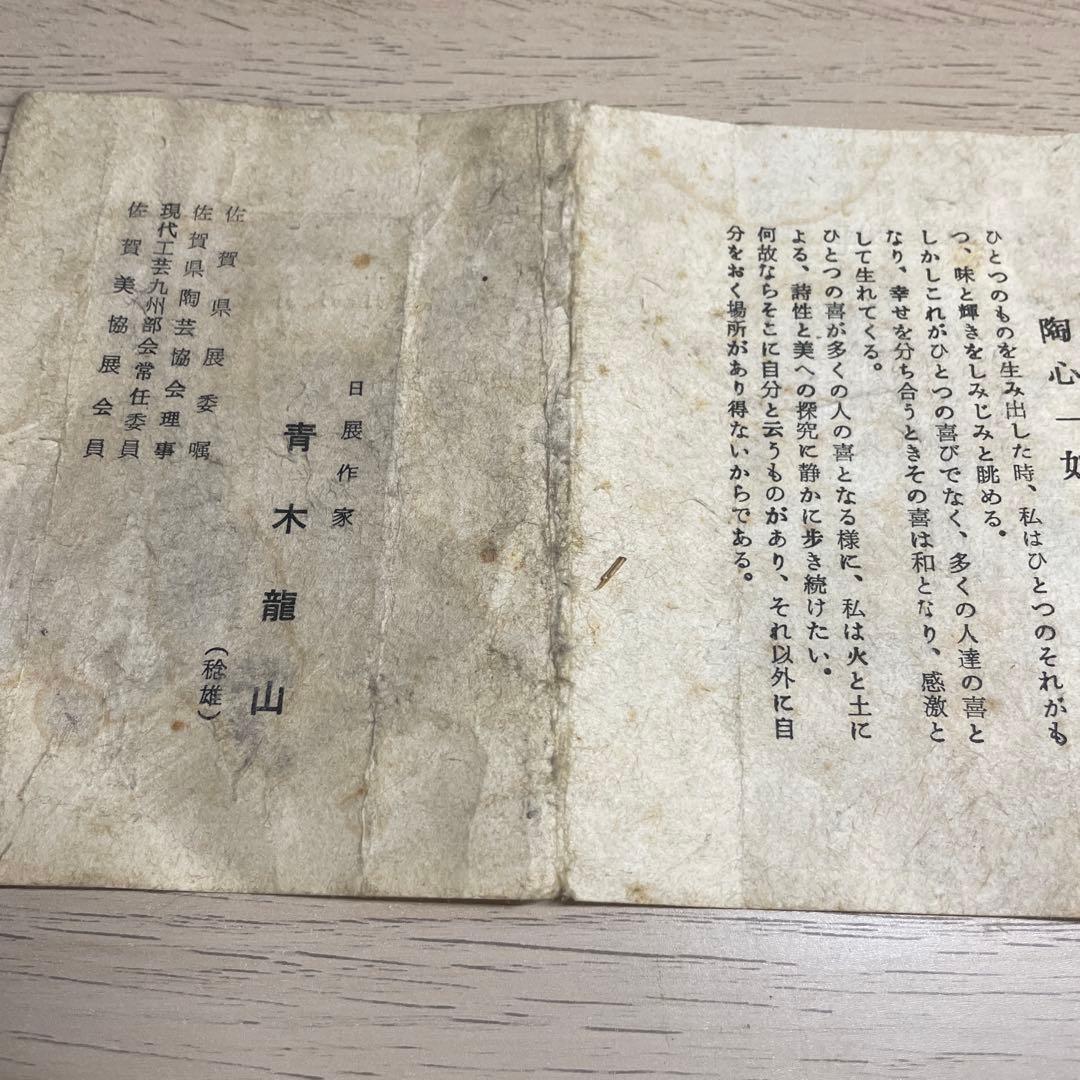 陶心一如
ひとつのものを生み出した時、私はひとつのそれがも
つ、味と輝きをしみじみと眺める。
しかしこれがひとつの喜びでなく、多くの人達の喜と
なり、幸せを分ち合うときその喜は和となり、感激と
して生れてくる。
ひとつの喜が多くの人の喜となる様に、私は火と土に
よる、詩性と美への探究に静かに歩き続けたい。
何故ならそこに自分と云うものがあり、それ以外に自
分をおく場所があり得ないからである。
日展作家
青木龍山
(稔雄)
佐賀県展委嘱
佐賀県陶芸協会理事
現代工芸九州部会常任委員
佐賀美協展会員